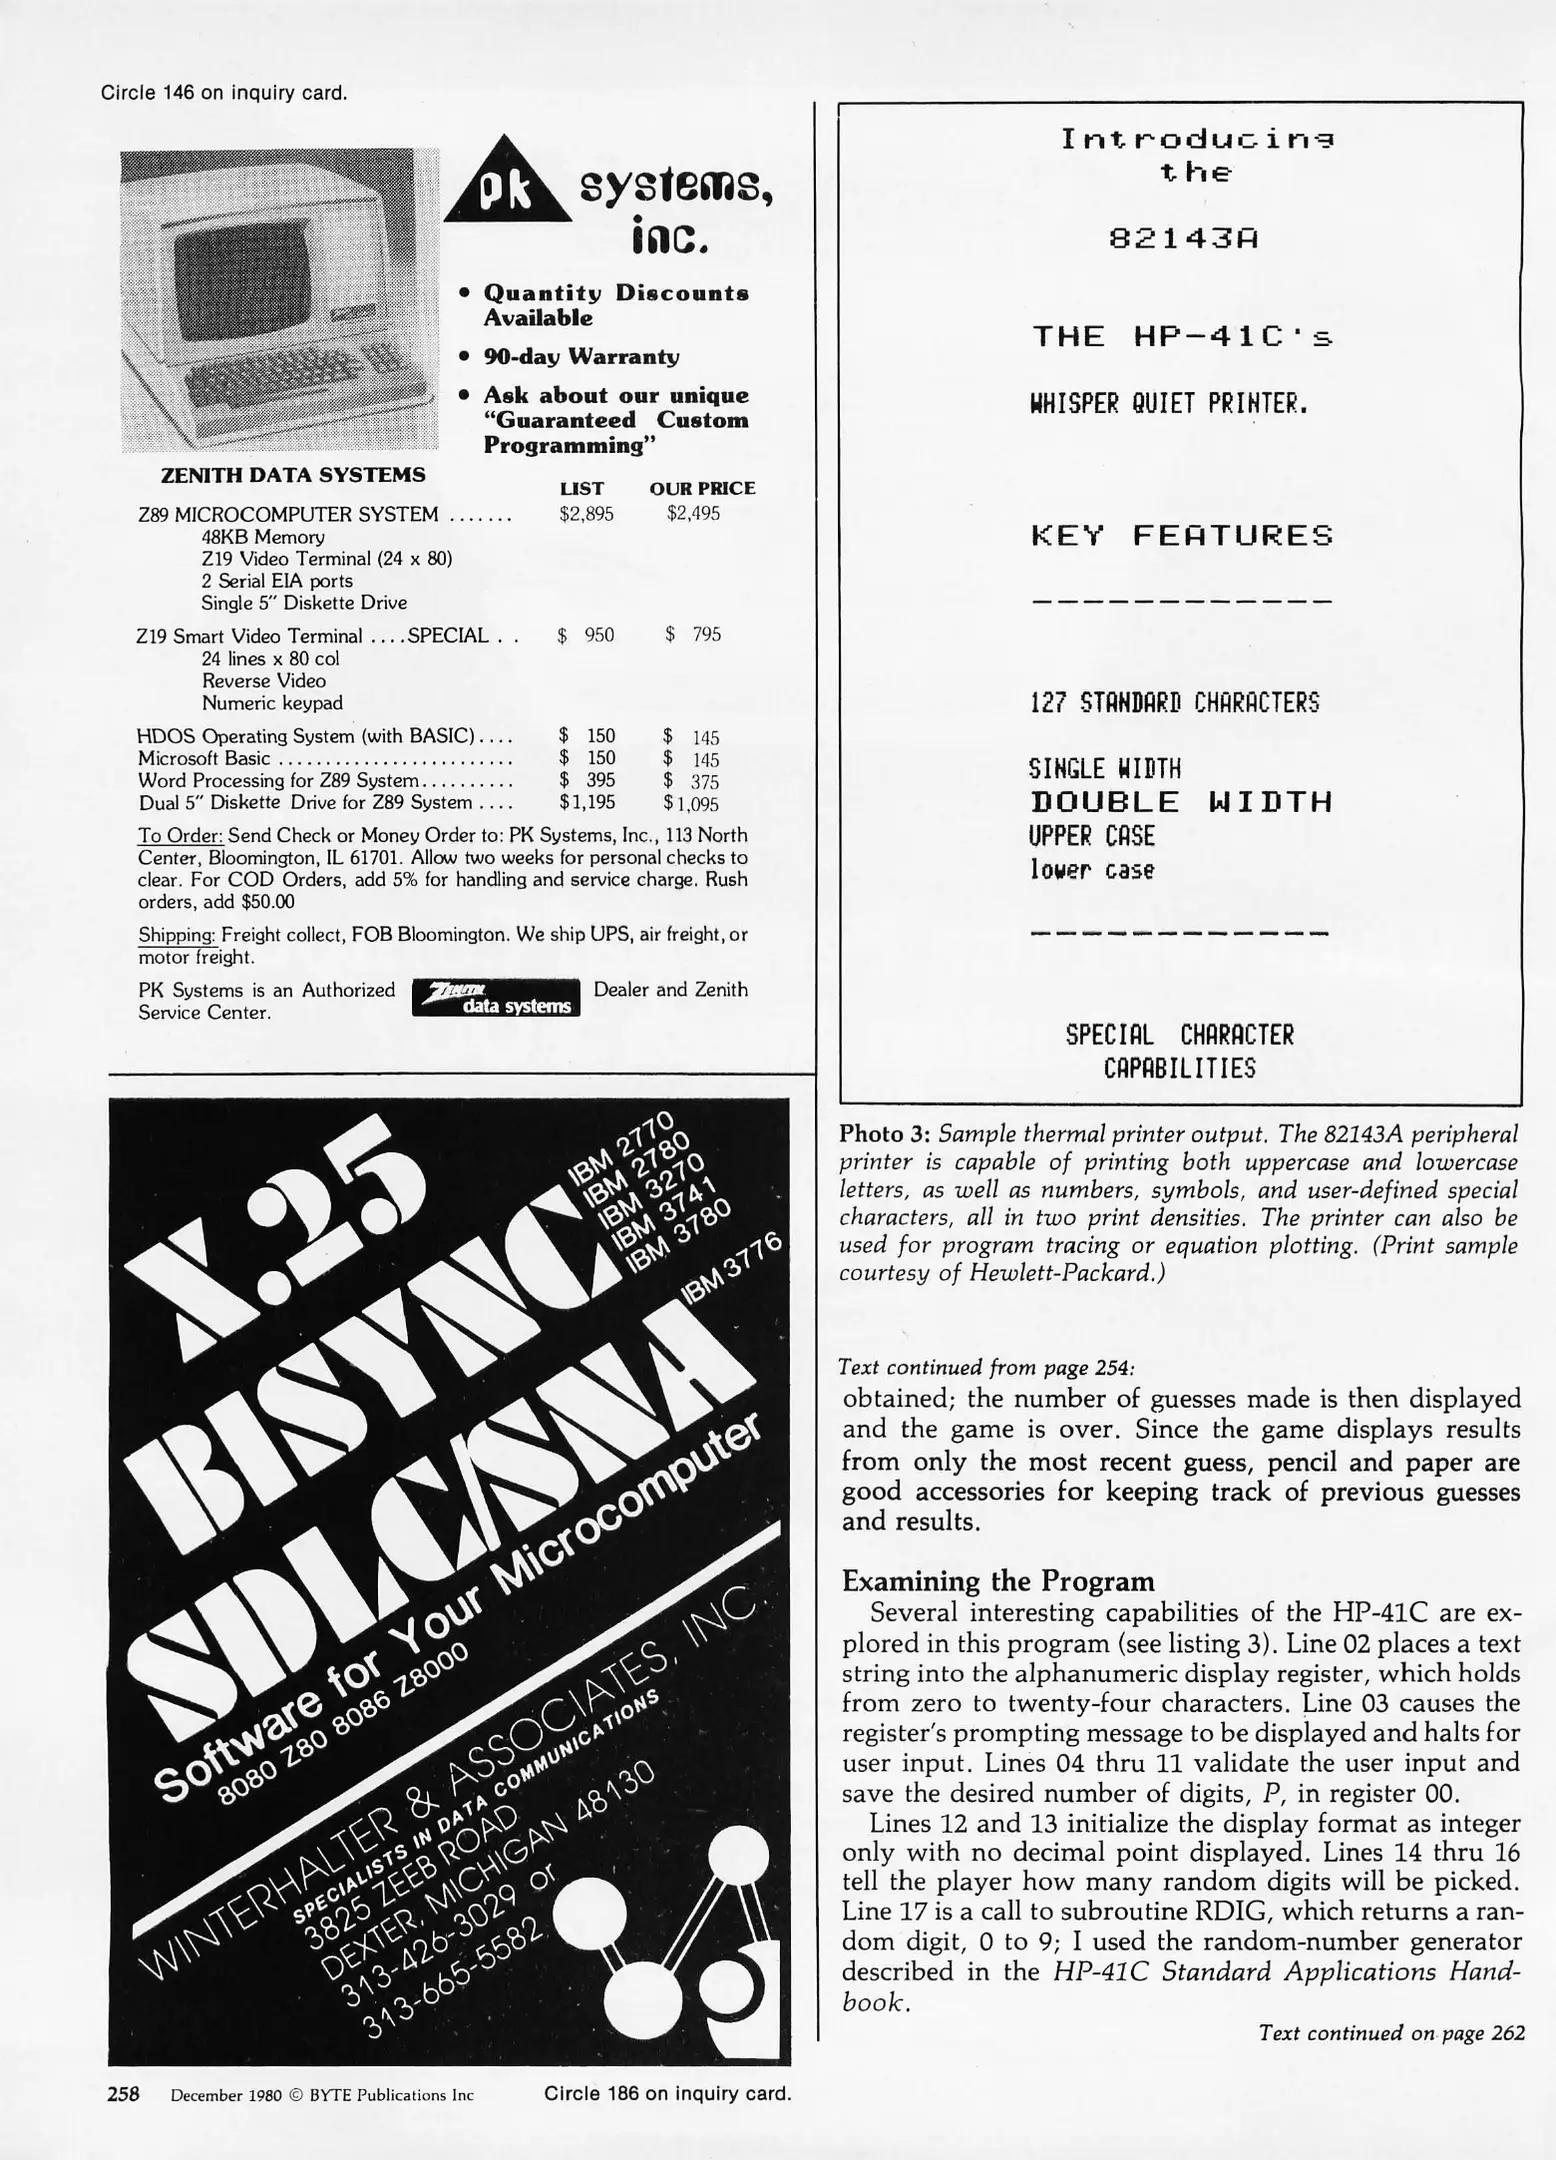 Circle 146 on inquiry card.
pk systems,
inc.
• Quantity Discounts
Available
• 90-day Warranty
• Ask about our unique
“Guaranteed Custom
Programming”
ZENITH DATA SYSTEMS
LIST OUR PRICE
Z89 MICROCOMPUTER SYSTEM ....... $2,895 $2,495
48KB Memory
Z19 Video Terminal (24 x 80)
2 Serial EIA ports
Single 5” Diskette Drive
Z19 Smart Video Terminal ....SPECIAL . . $ 950 $ 795
24 lines x 80 col
Reverse Video
Numeric keypad
HDOS Operating System (with BASIC).... $ 150 $ 145
Microsoft Basic ......................... $ 150 $ 145
Word Processing for Z89 System.......... $ 395 $ 375
Dual 5” Diskette Drive for Z89 System .... $1,195 $1,095
To Order: Send Check or Money Order to: PK Systems, Inc., 113 North
Center, Bloomington, IL 61701. Allow two weeks for personal checks to
clear. For COD Orders, add 5% for handling and service charge. Rush
orders, add $50.00
Shipping: Freight collect, FOB Bloomington. We ship UPS, air freight, or
motor freight.
PK Systems is an Authorized ZENITH data systems Dealer and Zenith
Service Center.
X.25
BISYNC
IBM 2770
IBM 2780
IBM 3270
IBM 3741
IBM 3780
SDLC/SNA
IBM 3776
Software for Your Microcomputer
8080 Z80 8086 Z8000
WINTERHALTER & ASSOCIATES, INC.
SPECIALISTS IN DATA COMMUNICATIONS
3825 ZEEB ROAD
DEXTER, MICHIGAN 48130
313-426-3029 or
313-665-5582
Introducing
the
82143A
THE HP-41C's
WHISPER QUIET PRINTER.
KEY FEATURES
-------------
127 STANDARD CHARACTERS
SINGLE WIDTH
DOUBLE WIDTH
UPPER CASE
lower case
-------------
SPECIAL CHARACTER
CAPABILITIES
Photo 3: Sample thermal printer output. The 82143A peripheral
printer is capable of printing both uppercase and lowercase
letters, as well as numbers, symbols, and user-defined special
characters, all in two print densities. The printer can also be
used for program tracing or equation plotting. (Print sample
courtesy of Hewlett-Packard.)
Text continued from page 254:
obtained; the number of guesses made is then displayed
and the game is over. Since the game displays results
from only the most recent guess, pencil and paper are
good accessories for keeping track of previous guesses
and results.
Examining the Program
Several interesting capabilities of the HP-41C are ex-
plored in this program (see listing 3). Line 02 places a text
string into the alphanumeric display register, which holds
from zero to twenty-four characters. Line 03 causes the
register's prompting message to be displayed and halts for
user input. Lines 04 thru 11 validate the user input and
save the desired number of digits, P, in register 00.
Lines 12 and 13 initialize the display format as integer
only with no decimal point displayed. Lines 14 thru 16
tell the player how many random digits will be picked.
Line 17 is a call to subroutine RDIG, which returns a ran-
dom digit, 0 to 9; I used the random-number generator
described in the HP-41C Standard Applications Hand-
book.
Text continued on page 262
258 December 1980 © BYTE Publications Inc Circle 186 on inquiry card.